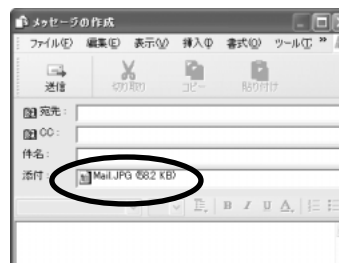 メッセージの作成
ファイル(F) 編集(E) 表示(V) 挿入(I) 書式(O) ツール(T) »
送信 切り取り コピー 貼り付け
宛先:
CC:
件名:
添付: Mail.JPG (58.2 KB)
B I U A